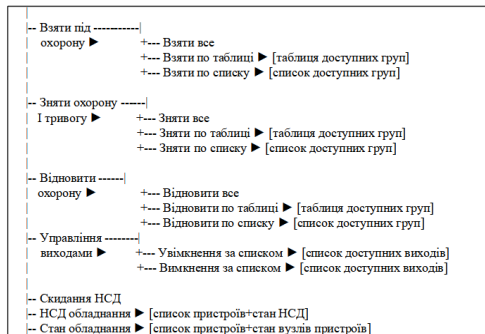 -- Взяти під -----------|
охорону ► +--- Взяти все
+--- Взяти по таблиці ► [таблиця доступних груп]
+--- Взяти по списку ► [список доступних груп]
-- Зняти охорону ------|
І тривогу ► +--- Зняти все
+--- Зняти по таблиці ► [таблиця доступних груп]
+--- Зняти по списку ► [список доступних груп]
-- Відновити ------|
охорону ► +--- Відновити все
+--- Відновити по таблиці ► [таблиця доступних груп]
+--- Відновити по списку ► [список доступних груп]
-- Управління --------|
виходами ► +--- Увімкнення за списком ► [список доступних виходів]
+--- Вимкнення за списком ► [список доступних виходів]
-- Скидання НСД
-- НСД обладнання ► [список пристроїв+стан НСД]
-- Стан обладнання ► [список пристроїв+стан вузлів пристроїв]